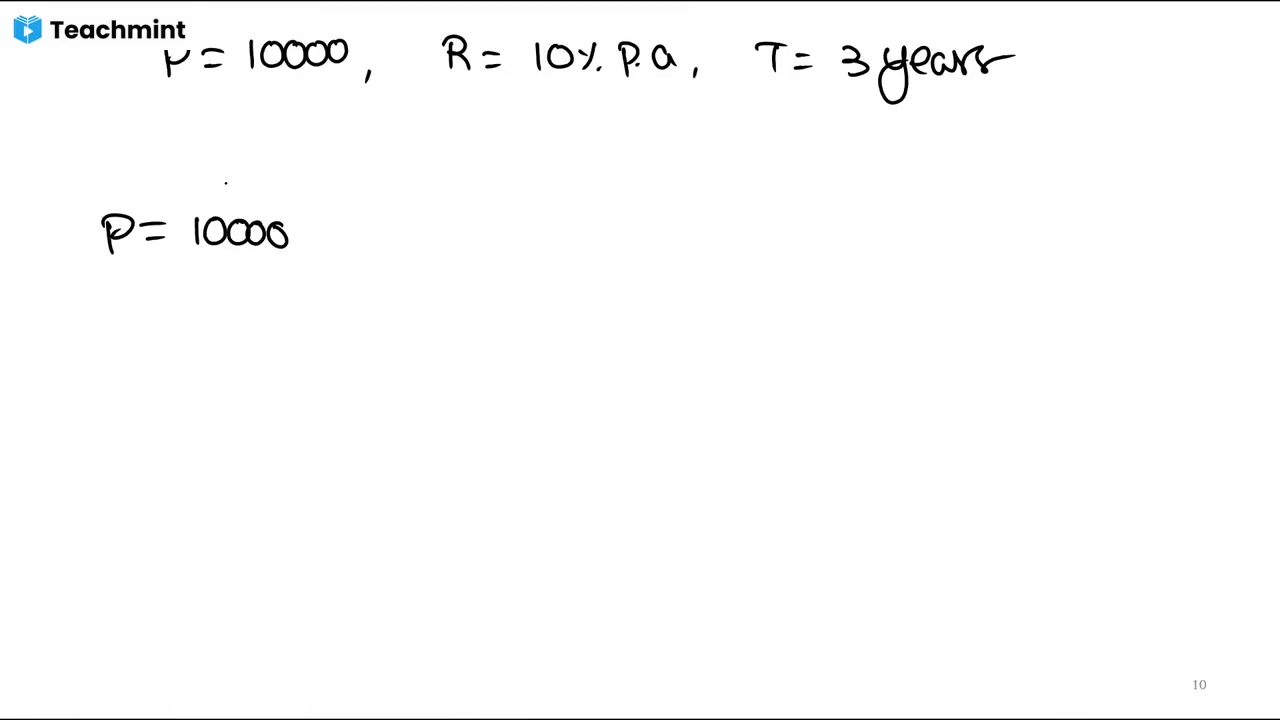 Teachmint
P = 10000, R = 10% P.a, T = 3 years
P = 10000
10